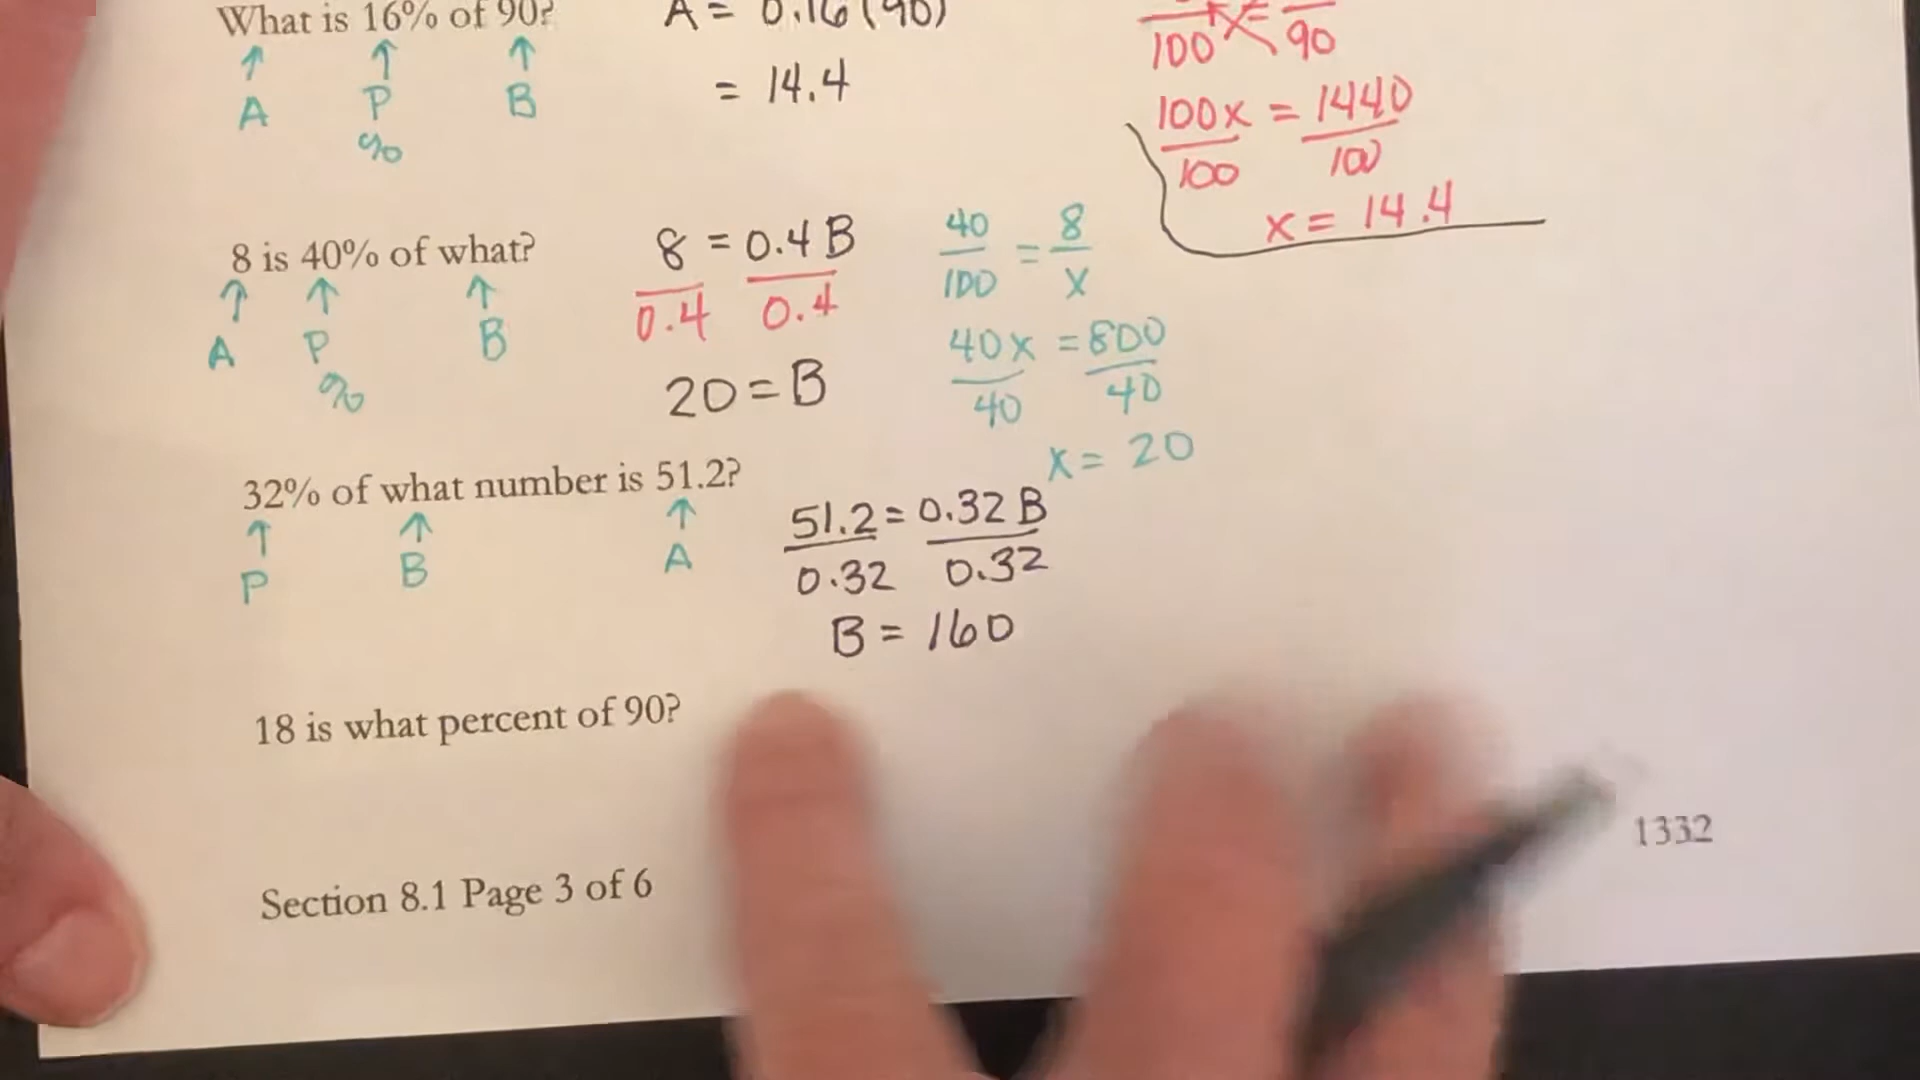 What is 16% of 90?
A = 0.16 (90)
A P B
%
= 14.4
100 = 90
100x = 1440
100 100
x = 14.4
8 is 40% of what?
A P B
%
8 = 0.4 B
0.4 0.4
20 = B
40 = 8
100 x
40x = 800
40 40
x = 20
32% of what number is 51.2?
P B A
51.2 = 0.32 B
0.32 0.32
B = 160
18 is what percent of 90?
1332
Section 8.1 Page 3 of 6